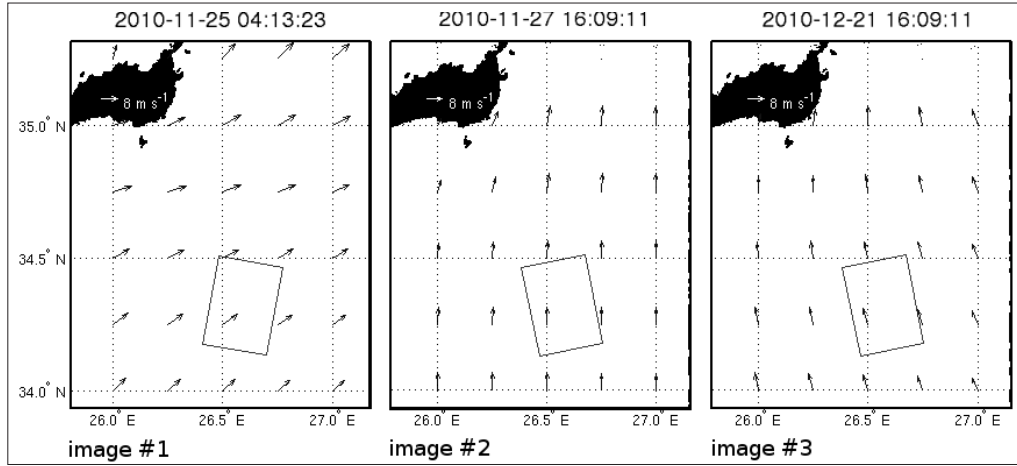 2010-11-25 04:13:23
2010-11-27 16:09:11
2010-12-21 16:09:11
8 m s⁻¹
8 m s⁻¹
8 m s⁻¹
35.0° N
34.5° N
34.0° N
26.0° E 26.5° E 27.0° E
26.0° E 26.5° E 27.0° E
26.0° E 26.5° E 27.0° E
image #1
image #2
image #3